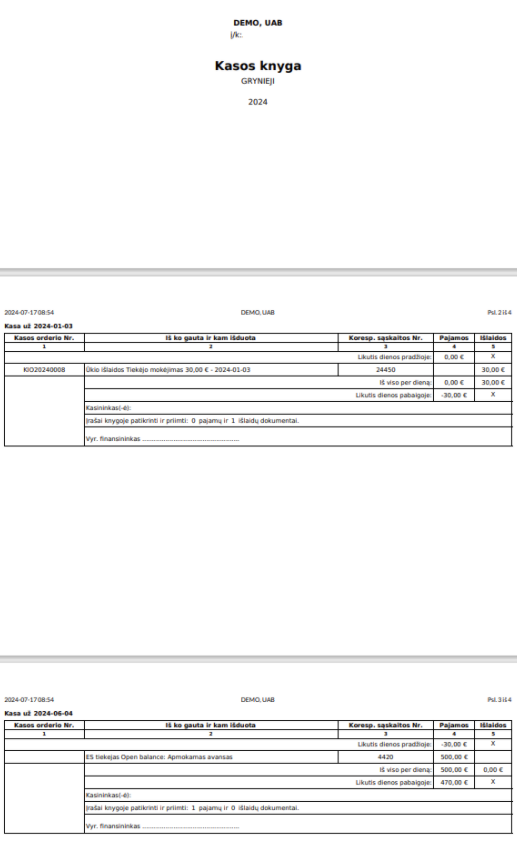 DEMO, UAB
į/k:
Kasos knyga
GRYNIEJI
2024
2024-07-17 08:54 DEMO, UAB Psl. 2 iš 4
Kasa už 2024-01-03
Kasos orderio Nr. Iš ko gauta ir kam išduota Koresp. sąskaitos Nr. Pajamos Išlaidos
1 2 3 4 5
Likutis dienos pradžioje: 0,00 € X
KIO20240008 Ūkio išlaidos Tiekėjo mokėjimas 30,00 € - 2024-01-03 24450 30,00 €
Iš viso per dieną: 0,00 € 30,00 €
Likutis dienos pabaigoje: -30,00 € X
Kasininkas(-ė):
Įrašai knygoje patikrinti ir priimti: 0 pajamų ir 1 išlaidų dokumentai.
Vyr. finansininkas ................................................
2024-07-17 08:54 DEMO, UAB Psl. 3 iš 4
Kasa už 2024-06-04
Kasos orderio Nr. Iš ko gauta ir kam išduota Koresp. sąskaitos Nr. Pajamos Išlaidos
1 2 3 4 5
Likutis dienos pradžioje: -30,00 € X
ES tiekejas Open balance: Apmokamas avansas 4420 500,00 €
Iš viso per dieną: 500,00 € 0,00 €
Likutis dienos pabaigoje: 470,00 € X
Kasininkas(-ė):
Įrašai knygoje patikrinti ir priimti: 1 pajamų ir 0 išlaidų dokumentai.
Vyr. finansininkas ................................................